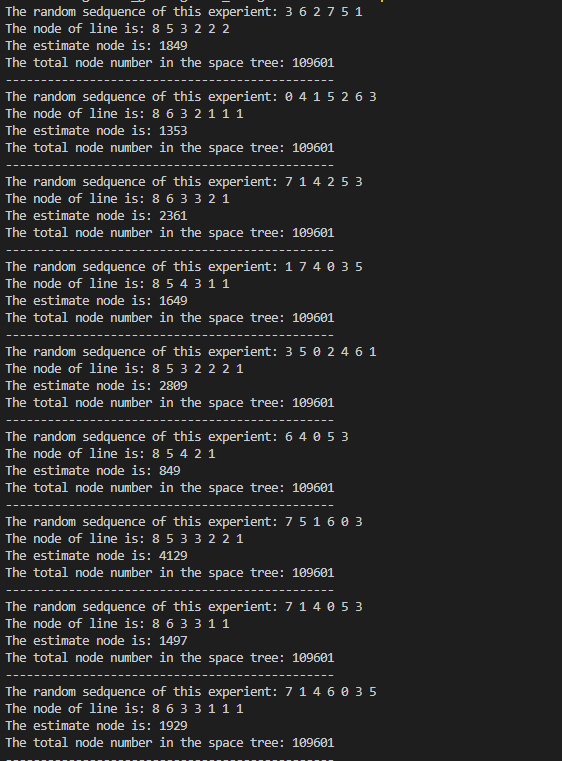 The random sedquence of this experient: 3 6 2 7 5 1
The node of line is: 8 5 3 2 2 2
The estimate node is: 1849
The total node number in the space tree: 109601
-----------------------------------------------
The random sedquence of this experient: 0 4 1 5 2 6 3
The node of line is: 8 6 3 2 1 1 1
The estimate node is: 1353
The total node number in the space tree: 109601
-----------------------------------------------
The random sedquence of this experient: 7 1 4 2 5 3
The node of line is: 8 6 3 3 2 1
The estimate node is: 2361
The total node number in the space tree: 109601
-----------------------------------------------
The random sedquence of this experient: 1 7 4 0 3 5
The node of line is: 8 5 4 3 1 1
The estimate node is: 1649
The total node number in the space tree: 109601
-----------------------------------------------
The random sedquence of this experient: 3 5 0 2 4 6 1
The node of line is: 8 5 3 2 2 2 1
The estimate node is: 2809
The total node number in the space tree: 109601
-----------------------------------------------
The random sedquence of this experient: 6 4 0 5 3
The node of line is: 8 5 4 2 1
The estimate node is: 849
The total node number in the space tree: 109601
-----------------------------------------------
The random sedquence of this experient: 7 5 1 6 0 3
The node of line is: 8 5 3 3 2 2 1
The estimate node is: 4129
The total node number in the space tree: 109601
-----------------------------------------------
The random sedquence of this experient: 7 1 4 0 5 3
The node of line is: 8 6 3 3 1 1
The estimate node is: 1497
The total node number in the space tree: 109601
-----------------------------------------------
The random sedquence of this experient: 7 1 4 6 0 3 5
The node of line is: 8 6 3 3 1 1 1
The estimate node is: 1929
The total node number in the space tree: 109601
-----------------------------------------------